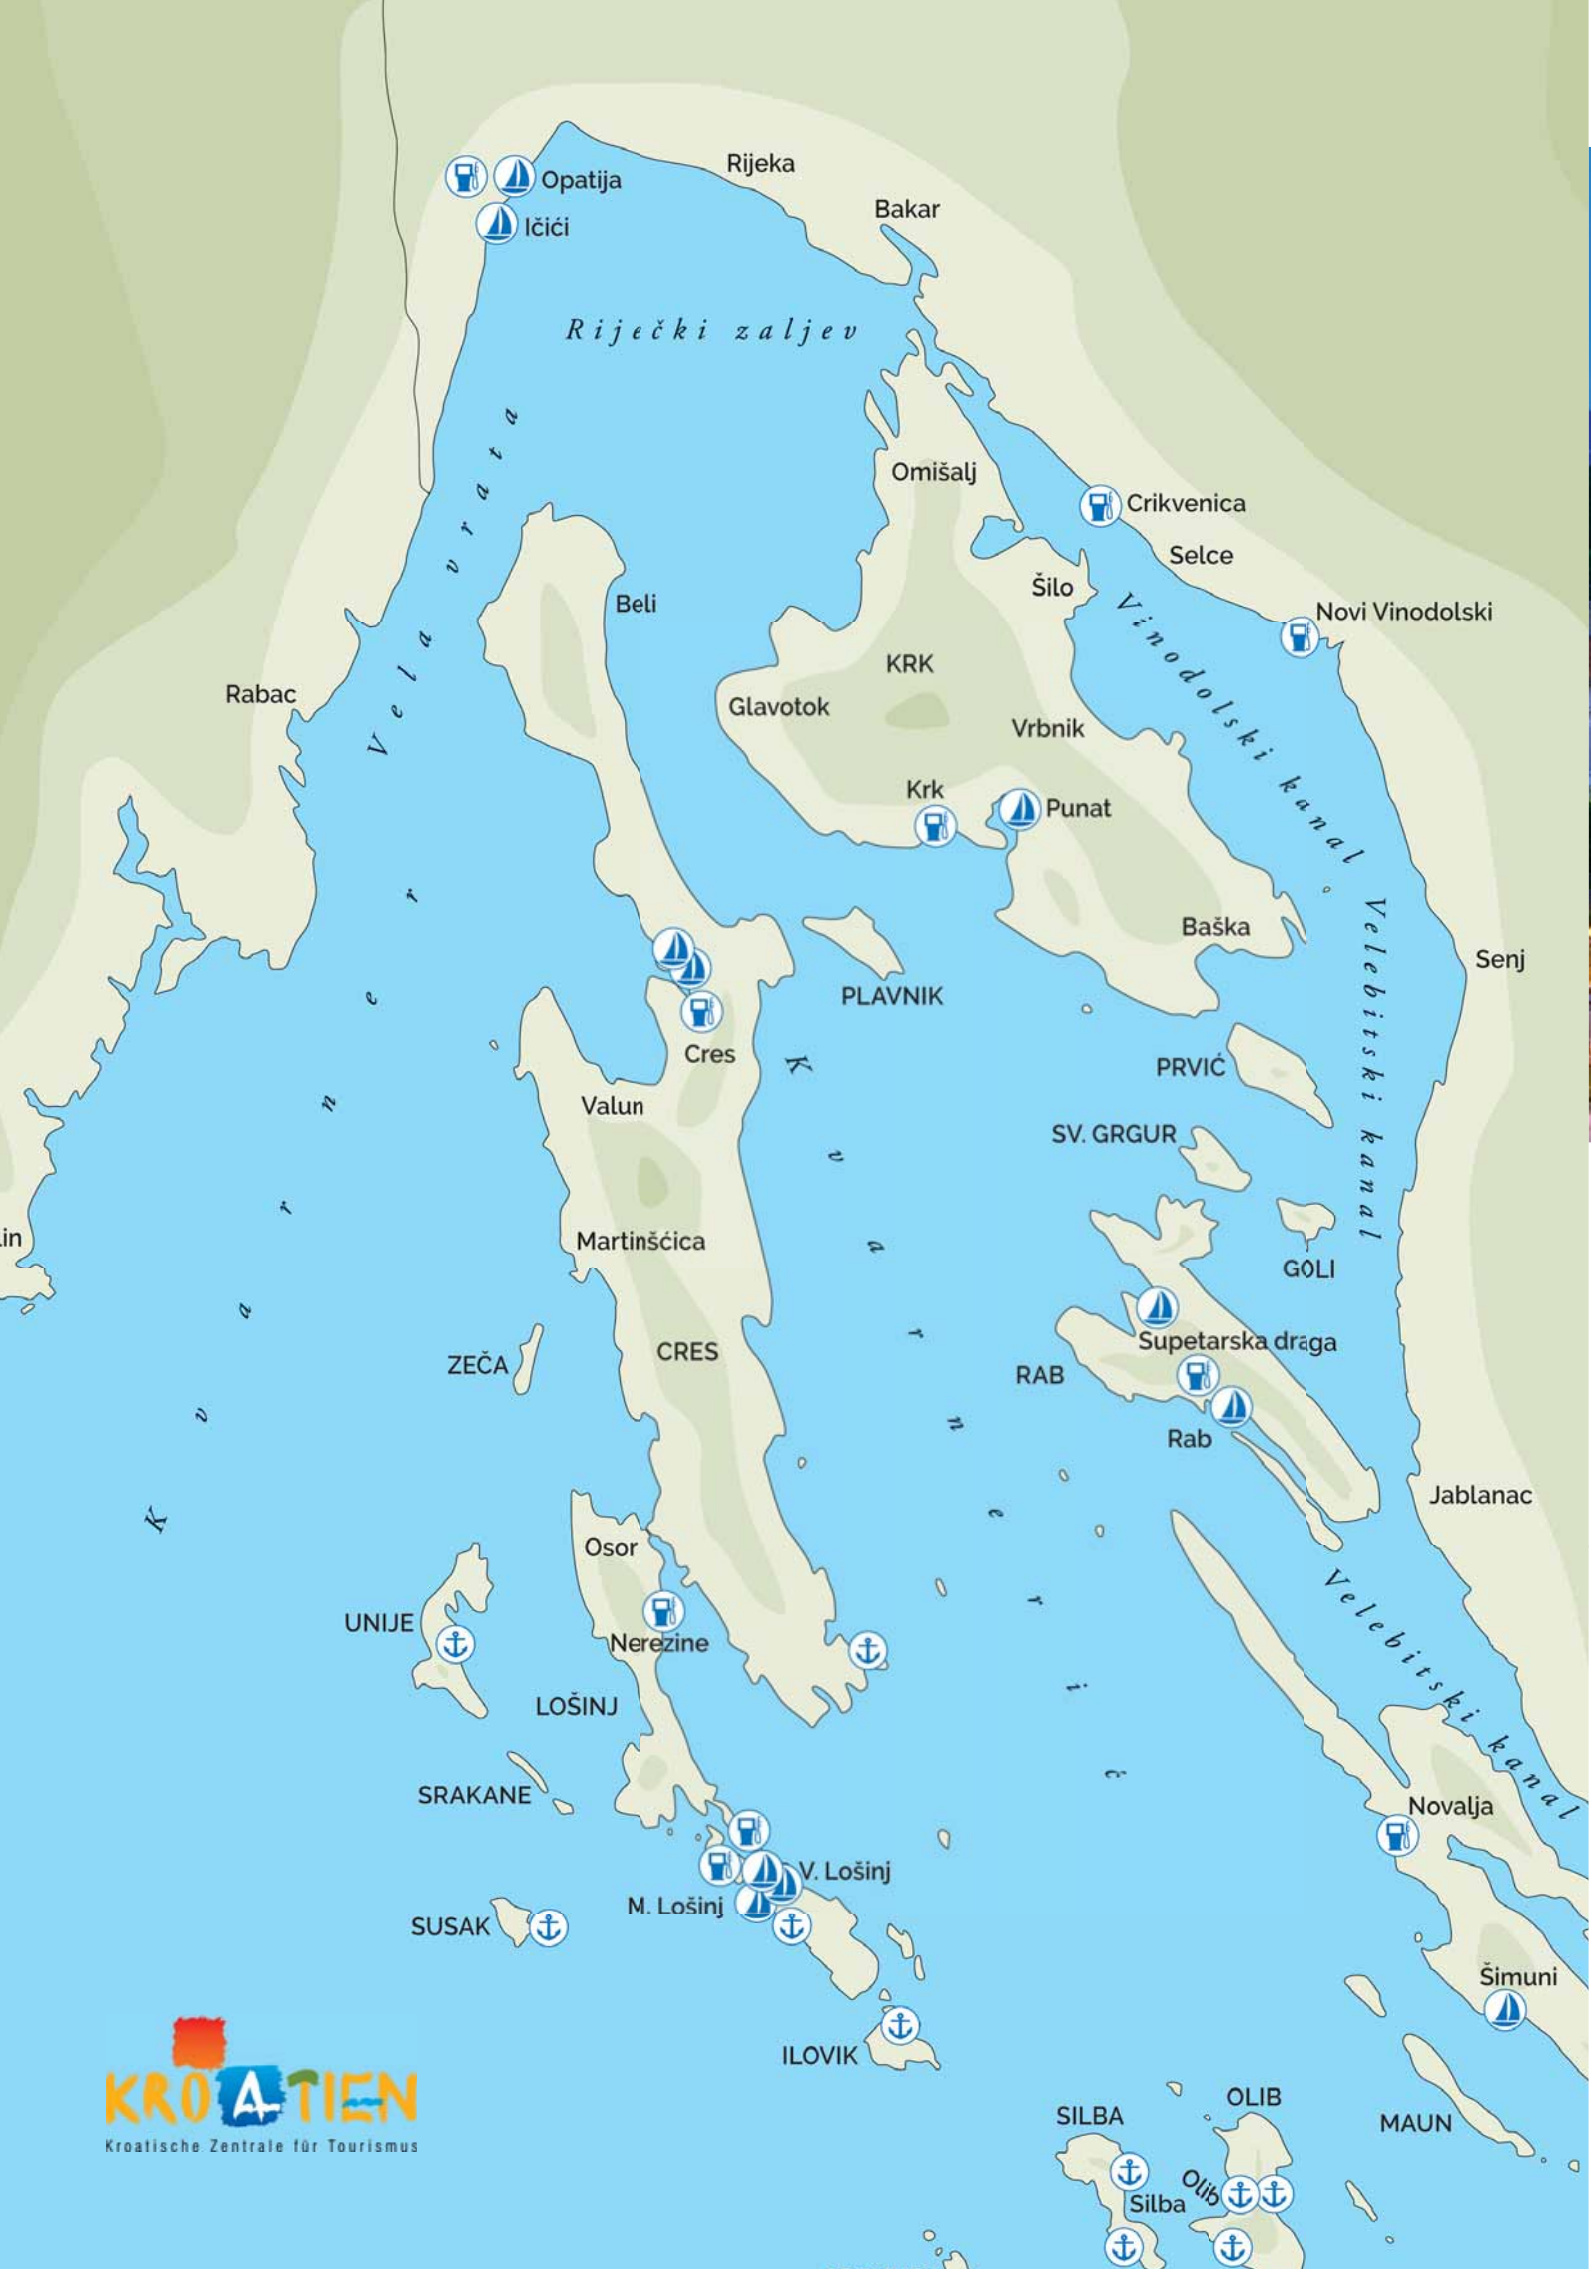 Rijeka
Opatija
Bakar
Ičići
Riječki zaljev
Vela vrata
Omišalj
Crikvenica
Selce
Šilo
Beli
Novi Vinodolski
Vinodolski kanal
KRK
Rabac
Glavotok
Vrbnik
Krk
Punat
Baška
Velebitski kanal
Senj
PLAVNIK
Cres
PRVIĆ
Valun
SV. GRGUR
Kvarner
Kvarnerić
in
Martinšćica
GOLI
Supetarska draga
CRES
ZEČA
RAB
Rab
Jablanac
Osor
Velebitski kanal
UNIJE
Nerezine
LOŠINJ
SRAKANE
Novalja
V. Lošinj
M. Lošinj
SUSAK
Šimuni
ILOVIK
OLIB
SILBA
MAUN
Olib
Silba
KROATIEN
Kroatische Zentrale für Tourismus